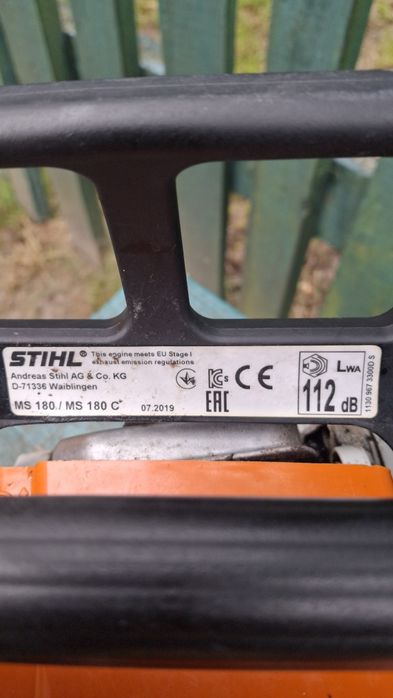 STIHL® This engine meets EU Stage I
exhaust emission regulations
Andreas Stihl AG & Co. KG
D-71336 Waiblingen
MS 180 / MS 180 C 07.2019
S
CE
EAC
LWA
112 dB
1130 967 3300D S